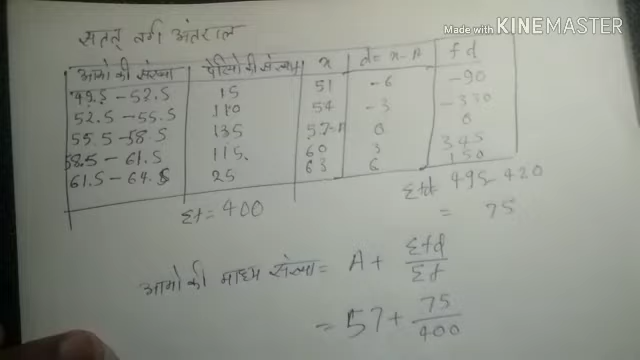 Made with KINEMASTER
सतत् वर्ग अंतराल
आमो की संख्या पेटियो की संख्या x d=x-A fd
49.5-52.5 15 51 -6 -90
52.5-55.5 110 54 -3 -330
55.5-58.5 135 57-A 0 0
58.5-61.5 115 60 3 345
61.5-64.5 25 63 6 150
Σf=400 Σfd 495-420
= 75
आमो की माध्य संख्या = A + Σfd/Σf
= 57 + 75/400